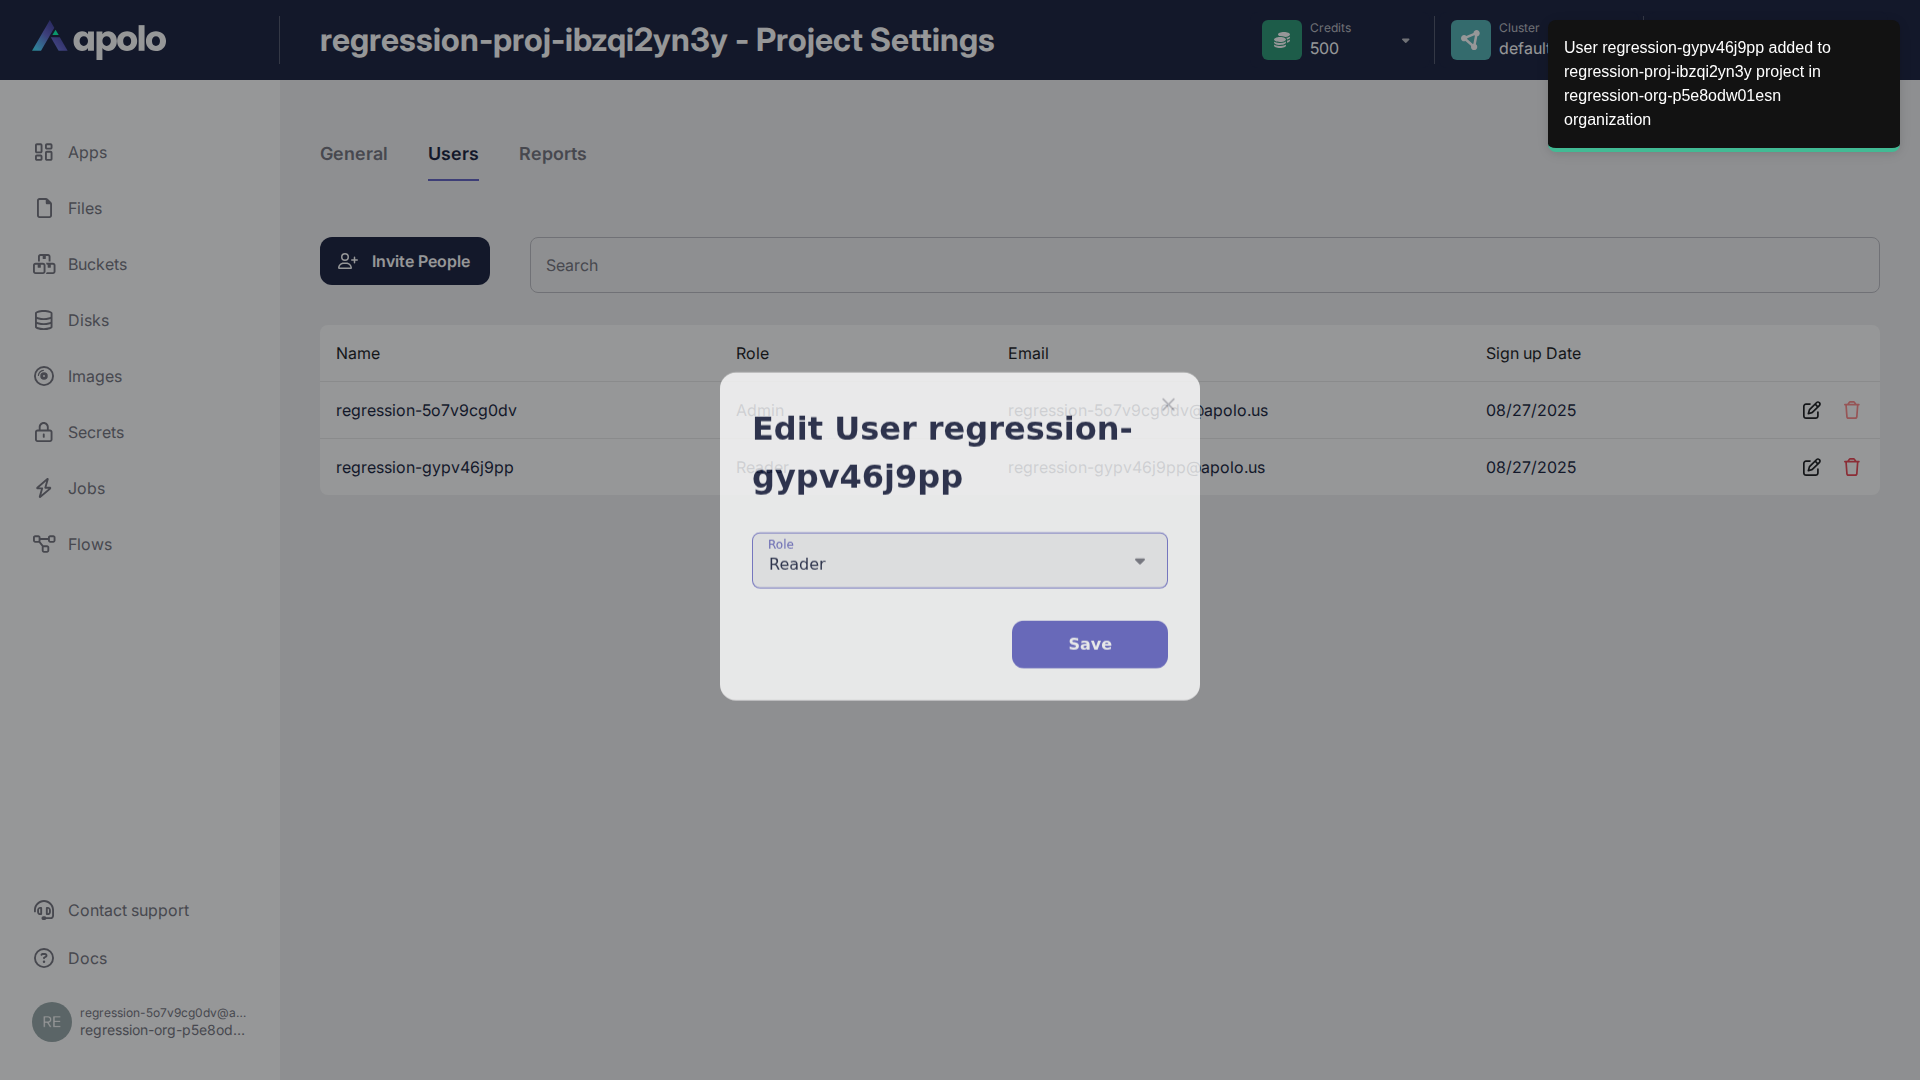 apolo
regression-proj-ibzqi2yn3y - Project Settings
Credits
500
Cluster
default
User regression-gypv46j9pp added to
regression-proj-ibzqi2yn3y project in
regression-org-p5e8odw01esn
organization
Apps
Files
Buckets
Disks
Images
Secrets
Jobs
Flows
General
Users
Reports
Invite People
Search
Name
Role
Email
Sign up Date
regression-5o7v9cg0dv
Admin
regression-5o7v9cg0dv@apolo.us
08/27/2025
regression-gypv46j9pp
Reader
regression-gypv46j9pp@apolo.us
08/27/2025
Edit User regression-
gypv46j9pp
Role
Reader
Save
Contact support
Docs
RE
regression-5o7v9cg0dv@a...
regression-org-p5e8od...